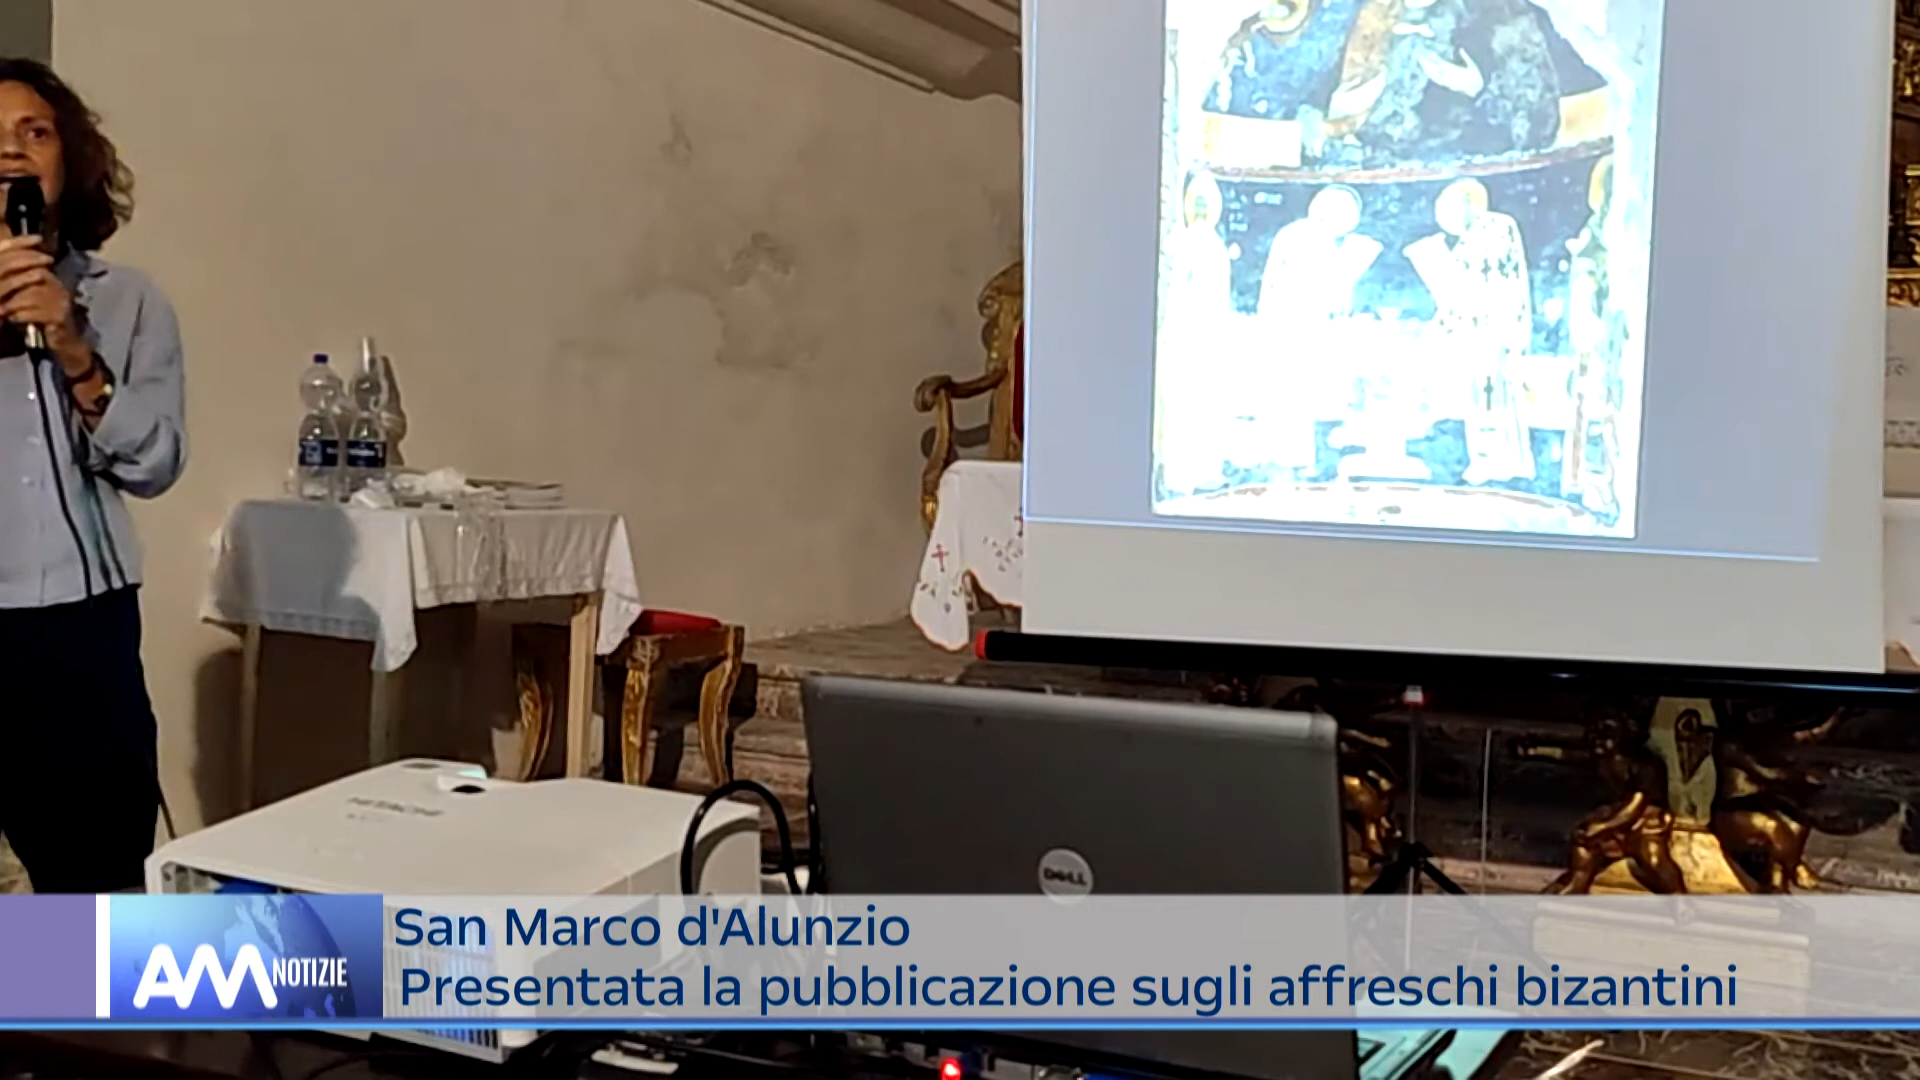 DELL
San Marco d'Alunzio
AM NOTIZIE
Presentata la pubblicazione sugli affreschi bizantini